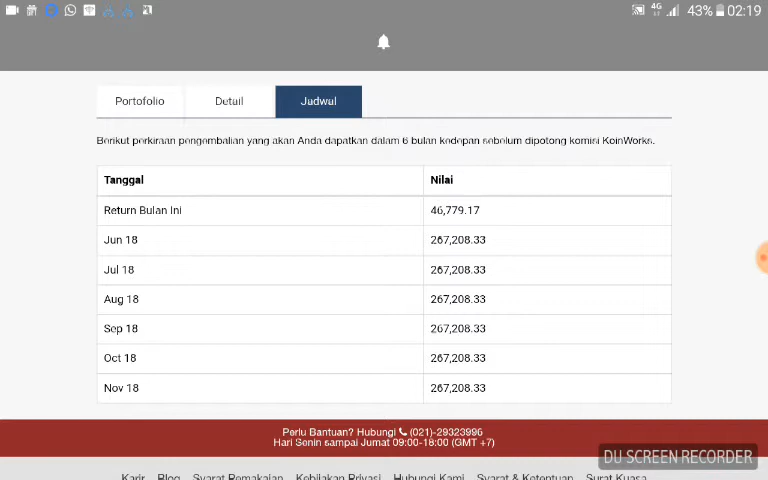 4G
43% 02:19
Portofolio Detail Jadwal
Berikut perkiraan pengembalian yang akan Anda dapatkan dalam 6 bulan kedepan sebelum dipotong komisi KoinWorks.
Tanggal Nilai
Return Bulan Ini 46,779.17
Jun 18 267,208.33
Jul 18 267,208.33
Aug 18 267,208.33
Sep 18 267,208.33
Oct 18 267,208.33
Nov 18 267,208.33
Perlu Bantuan? Hubungi (021)-29323996
Hari Senin sampai Jumat 09:00-18:00 (GMT +7)
DU SCREEN RECORDER
Karir Blog Syarat Pemakaian Kebijakan Privasi Hubungi Kami Syarat & Ketentuan Surat Kuasa